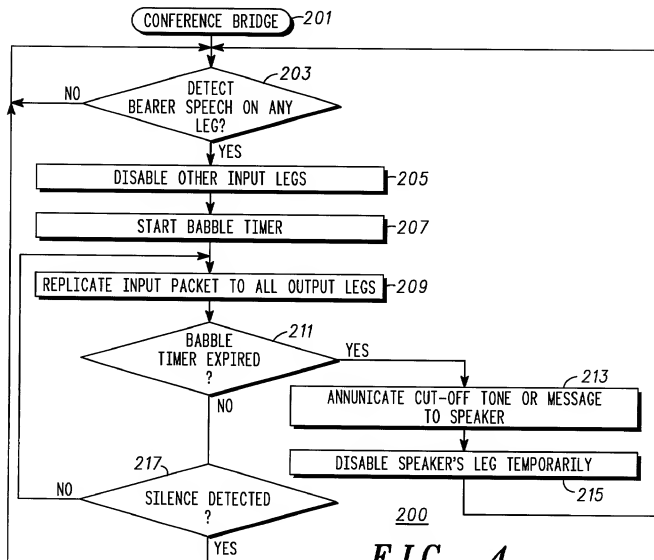 CONFERENCE BRIDGE 201
203
DETECT
BEARER SPEECH ON ANY
LEG?
NO
YES
DISABLE OTHER INPUT LEGS 205
START BABBLE TIMER 207
REPLICATE INPUT PACKET TO ALL OUTPUT LEGS 209
211
BABBLE
TIMER EXPIRED
?
YES
NO
213
ANNUNICATE CUT-OFF TONE OR MESSAGE
TO SPEAKER
DISABLE SPEAKER'S LEG TEMPORARILY
215
217
SILENCE DETECTED
?
NO
YES
200
FIG. 4